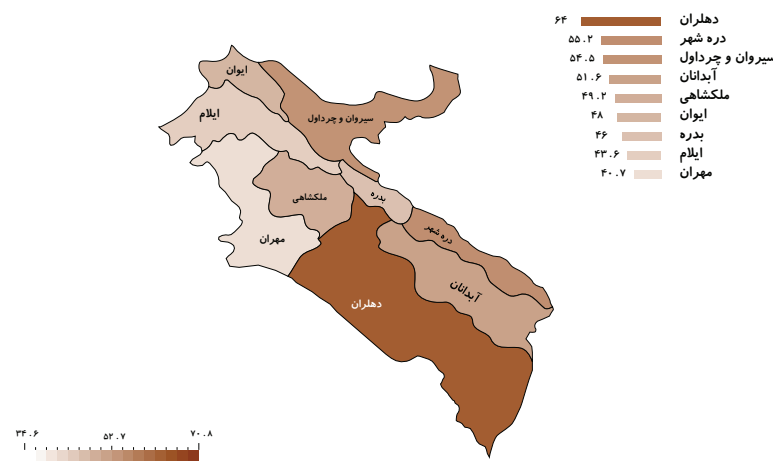 دهلران ۶۴
دره شهر ۵۵.۲
سیروان و چرداول ۵۴.۵
آبدانان ۵۱.۶
ملکشاهی ۴۹.۲
ایوان ۴۸
بدره ۴۶
ایلام ۴۳.۶
مهران ۴۰.۷
ایوان
ایلام
سیروان و چرداول
ملکشاهی
بدره
مهران
دره شهر
آبدانان
دهلران
۳۴.۶ ۵۲.۷ ۷۰.۸